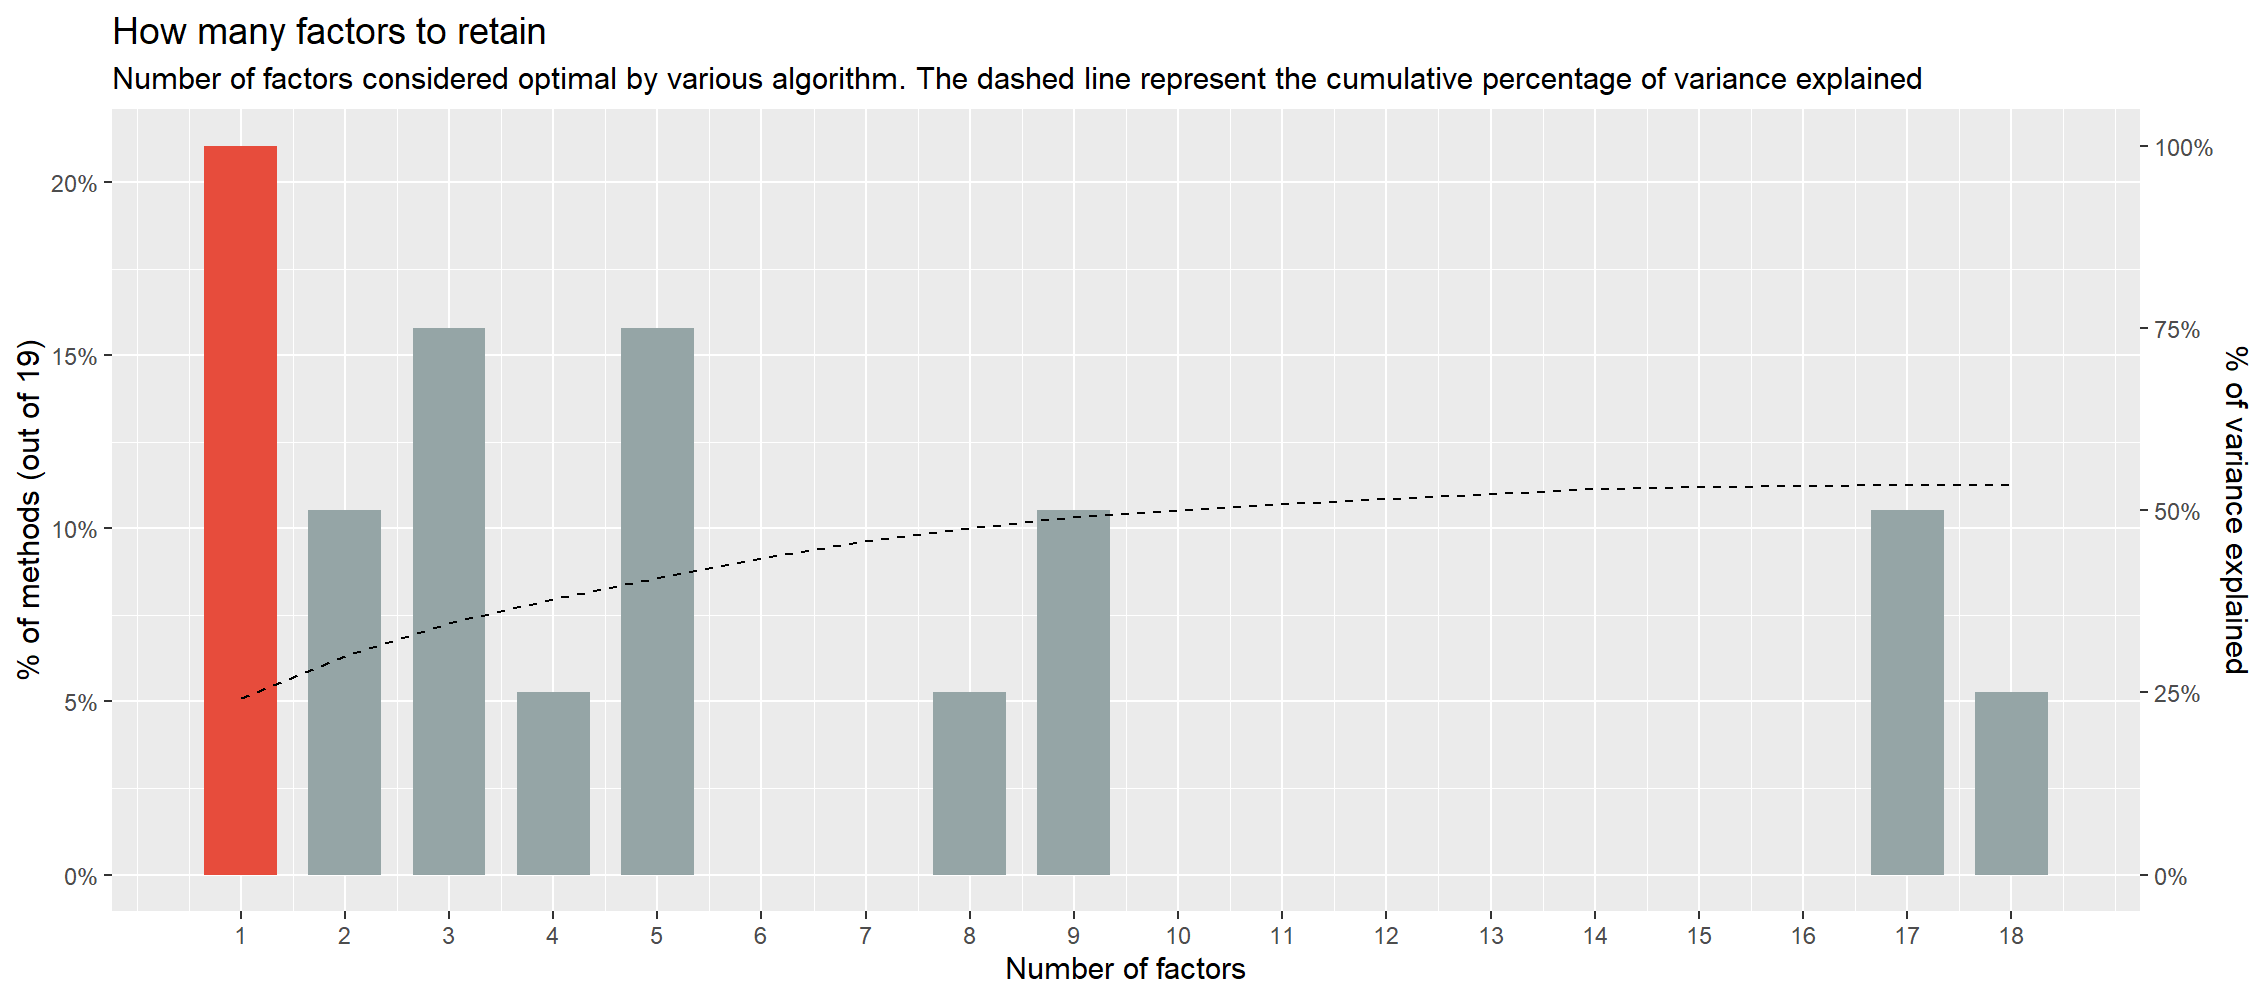 How many factors to retain
Number of factors considered optimal by various algorithm. The dashed line represent the cumulative percentage of variance explained
% of methods (out of 19)
20%
15%
10%
5%
0%
100%
75%
50%
25%
0%
% of variance explained
1 2 3 4 5 6 7 8 9 10 11 12 13 14 15 16 17 18
Number of factors